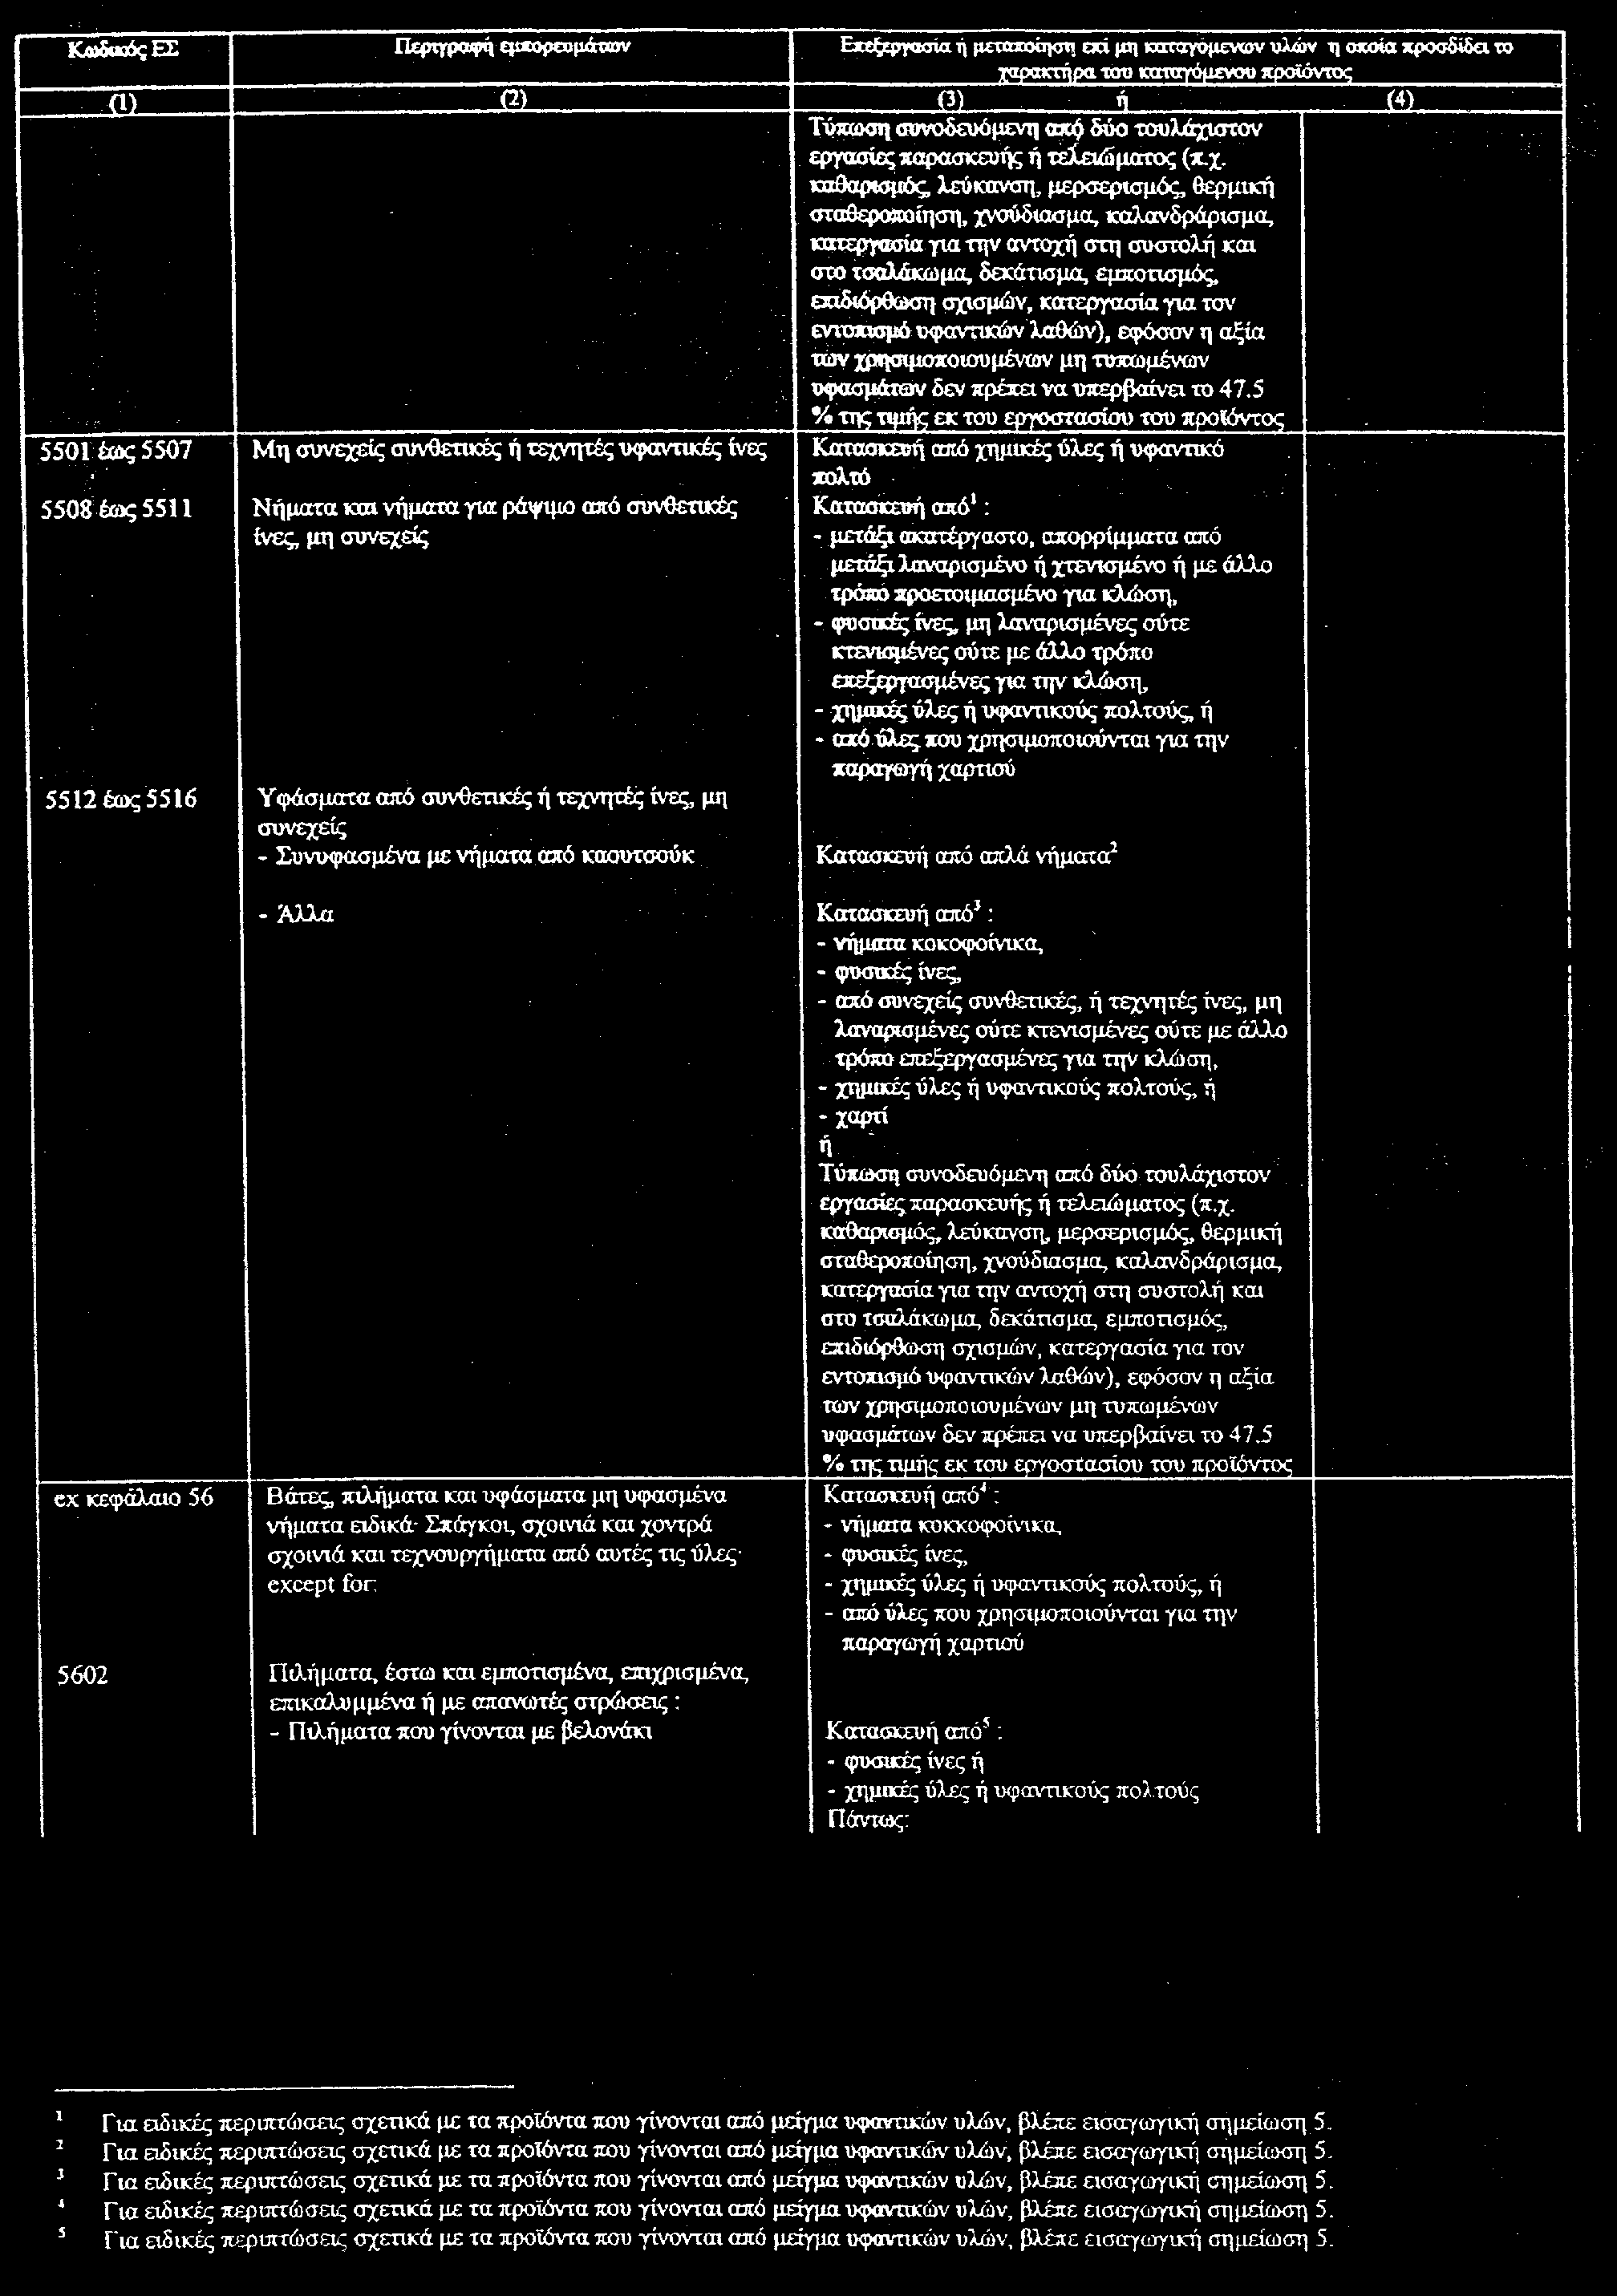 Κωδικός ΕΣ
Περιγραφή εμπορευμάτων
Επεξεργασία ή μεταποίηση επί μη καταγόμενων υλών η οποία προσδίδει το
χαρακτήρα του καταγόμενου προϊόντος
(1)
(2)
(3) ή (4)
Τύπωση συνοδευόμενη από δύο τουλάχιστον
εργασίες παρασκευής ή τελειώματος (π.χ.
καθαρισμός, λεύκανση, μερσερισμός, θερμική
σταθεροποίηση, χνούδιασμα, καλανδράρισμα,
κατεργασία για την αντοχή στη συστολή και
στο τσαλάκωμα, δεκάτισμα, εμποτισμός,
επιδιόρθωση σχισμών, κατεργασία για τον
εντοπισμό υφαντικών λαθών), εφόσον η αξία
των χρησιμοποιουμένων μη τυπωμένων
υφασμάτων δεν πρέπει να υπερβαίνει το 47.5
% της τιμής εκ του εργοστασίου του προϊόντος
5501 έως 5507
Μη συνεχείς συνθετικές ή τεχνητές υφαντικές ίνες
Κατασκευή από χημικές ύλες ή υφαντικό
πολτό
5508 έως 5511
Νήματα και νήματα για ράψιμο από συνθετικές
ίνες, μη συνεχείς
Κατασκευή από¹ :
- μετάξι ακατέργαστο, απορρίμματα από
μετάξι λαναρισμένο ή χτενισμένο ή με άλλο
τρόπο προετοιμασμένο για κλώση,
- φυσικές ίνες, μη λαναρισμένες ούτε
κτενισμένες ούτε με άλλο τρόπο
επεξεργασμένες για την κλώση,
- χημικές ύλες ή υφαντικούς πολτούς, ή
- από ύλες που χρησιμοποιούνται για την
παραγωγή χαρτιού
5512 έως 5516
Υφάσματα από συνθετικές ή τεχνητές ίνες, μη
συνεχείς
- Συνυφασμένα με νήματα από καουτσούκ
Κατασκευή από απλά νήματα²
- Άλλα
Κατασκευή από³ :
- νήματα κοκοφοίνικα,
- φυσικές ίνες,
- από συνεχείς συνθετικές, ή τεχνητές ίνες, μη
λαναρισμένες ούτε κτενισμένες ούτε με άλλο
τρόπο επεξεργασμένες για την κλώση,
- χημικές ύλες ή υφαντικούς πολτούς, ή
- χαρτί
ή
Τύπωση συνοδευόμενη από δύο τουλάχιστον
εργασίες παρασκευής ή τελειώματος (π.χ.
καθαρισμός, λεύκανση, μερσερισμός, θερμική
σταθεροποίηση, χνούδιασμα, καλανδράρισμα,
κατεργασία για την αντοχή στη συστολή και
στο τσαλάκωμα, δεκάτισμα, εμποτισμός,
επιδιόρθωση σχισμών, κατεργασία για τον
εντοπισμό υφαντικών λαθών), εφόσον η αξία
των χρησιμοποιουμένων μη τυπωμένων
υφασμάτων δεν πρέπει να υπερβαίνει το 47.5
% της τιμής εκ του εργοστασίου του προϊόντος
ex κεφάλαιο 56
Βάτες, πιλήματα και υφάσματα μη υφασμένα
νήματα ειδικά· Σπάγκοι, σχοινιά και χοντρά
σχοινιά και τεχνουργήματα από αυτές τις ύλες·
except for:
Κατασκευή από⁴ :
- νήματα κοκκοφοίνικα,
- φυσικές ίνες,
- χημικές ύλες ή υφαντικούς πολτούς, ή
- από ύλες που χρησιμοποιούνται για την
παραγωγή χαρτιού
5602
Πιλήματα, έστω και εμποτισμένα, επιχρισμένα,
επικαλυμμένα ή με απανωτές στρώσεις :
- Πιλήματα που γίνονται με βελονάκι
Κατασκευή από⁵ :
- φυσικές ίνες ή
- χημικές ύλες ή υφαντικούς πολτούς
Πάντως:
¹ Για ειδικές περιπτώσεις σχετικά με τα προϊόντα που γίνονται από μείγμα υφαντικών υλών, βλέπε εισαγωγική σημείωση 5.
² Για ειδικές περιπτώσεις σχετικά με τα προϊόντα που γίνονται από μείγμα υφαντικών υλών, βλέπε εισαγωγική σημείωση 5.
³ Για ειδικές περιπτώσεις σχετικά με τα προϊόντα που γίνονται από μείγμα υφαντικών υλών, βλέπε εισαγωγική σημείωση 5.
⁴ Για ειδικές περιπτώσεις σχετικά με τα προϊόντα που γίνονται από μείγμα υφαντικών υλών, βλέπε εισαγωγική σημείωση 5.
⁵ Για ειδικές περιπτώσεις σχετικά με τα προϊόντα που γίνονται από μείγμα υφαντικών υλών, βλέπε εισαγωγική σημείωση 5.